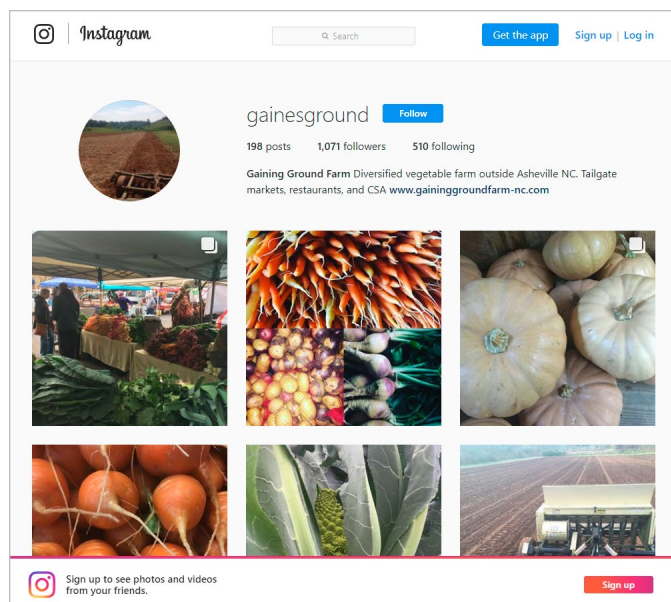 Instagram
Search
Get the app
Sign up | Log in
gainesground
Follow
198 posts 1,071 followers 510 following
Gaining Ground Farm Diversified vegetable farm outside Asheville NC. Tailgate
markets, restaurants, and CSA www.gaininggroundfarm-nc.com
Sign up to see photos and videos
from your friends.
Sign up